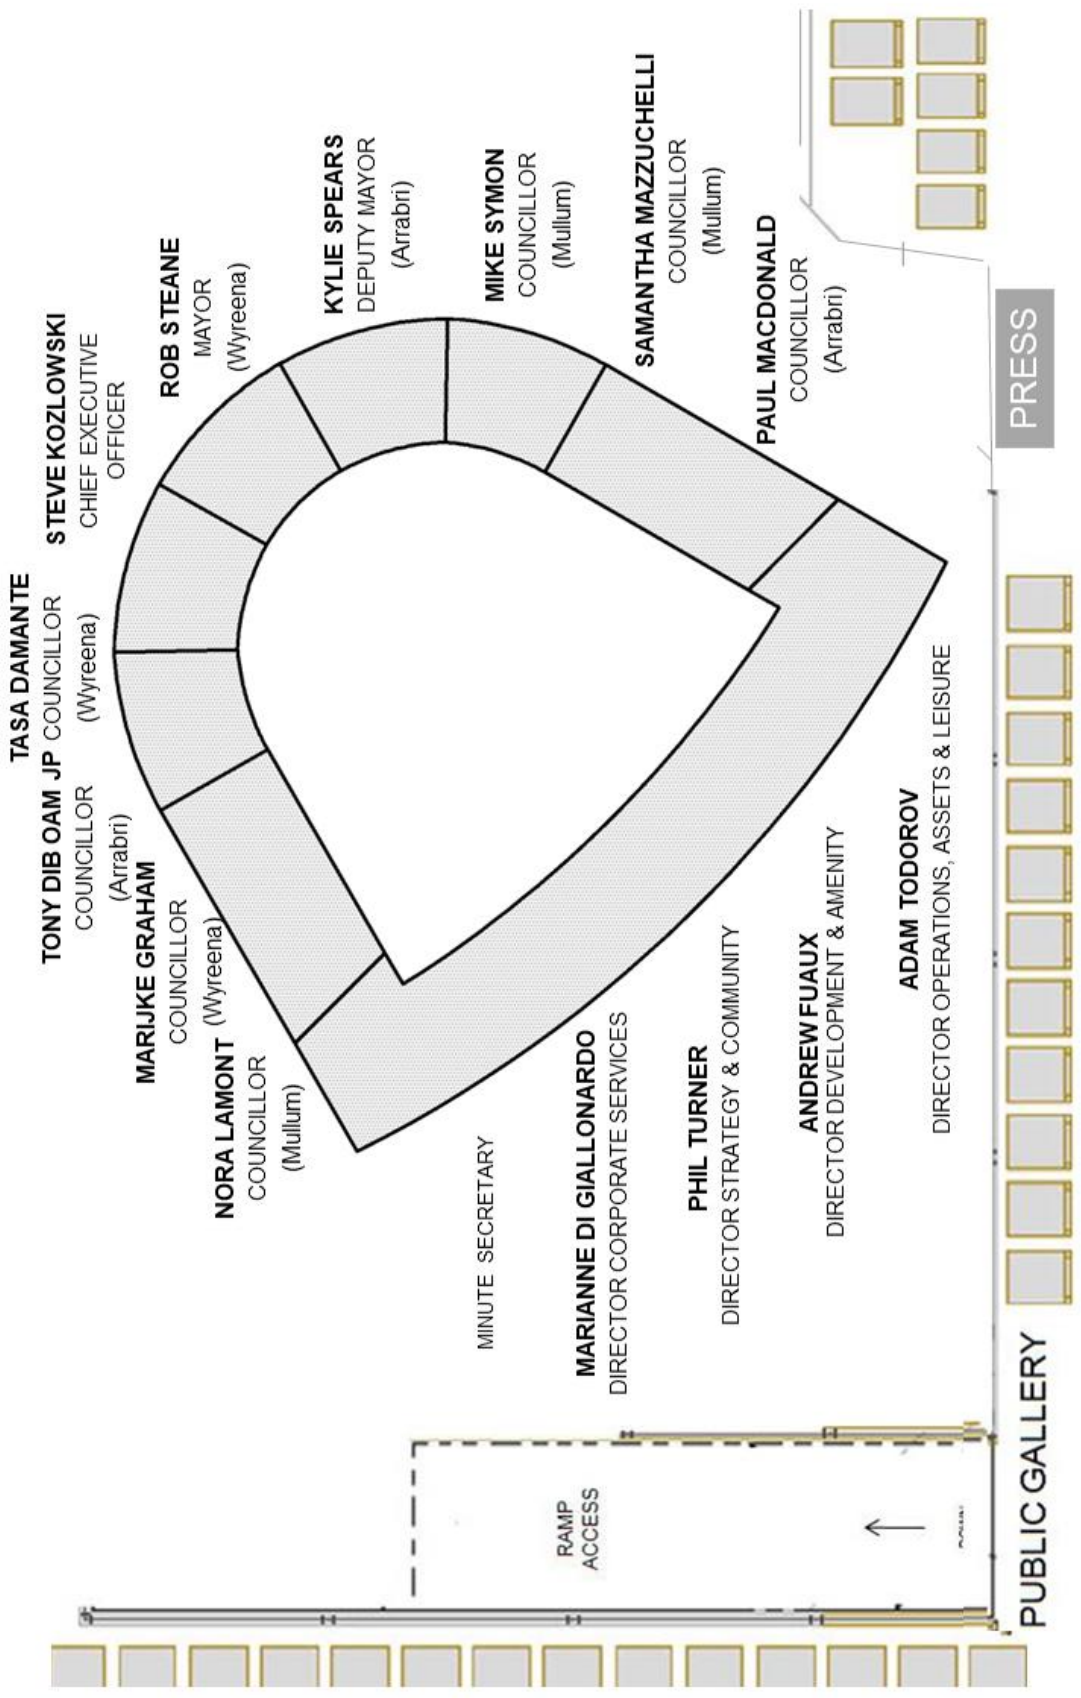 TASA DAMANTE
COUNCILLOR
(Wyreena)
STEVE KOZLOWSKI
CHIEF EXECUTIVE
OFFICER
ROB STEANE
MAYOR
(Wyreena)
KYLIE SPEARS
DEPUTY MAYOR
(Arrabri)
MIKE SYMON
COUNCILLOR
(Mullum)
SAMANTHA MAZZUCHELLI
COUNCILLOR
(Mullum)
PAUL MACDONALD
COUNCILLOR
(Arrabri)
TONY DIB OAM JP
COUNCILLOR
(Arrabri)
MARIJKE GRAHAM
COUNCILLOR
(Wyreena)
NORA LAMONT
COUNCILLOR
(Mullum)
MINUTE SECRETARY
MARIANNE DI GIALLONARDO
DIRECTOR CORPORATE SERVICES
PHIL TURNER
DIRECTOR STRATEGY & COMMUNITY
ANDREW FUAUX
DIRECTOR DEVELOPMENT & AMENITY
ADAM TODOROV
DIRECTOR OPERATIONS, ASSETS & LEISURE
RAMP
ACCESS
PUBLIC GALLERY
PRESS